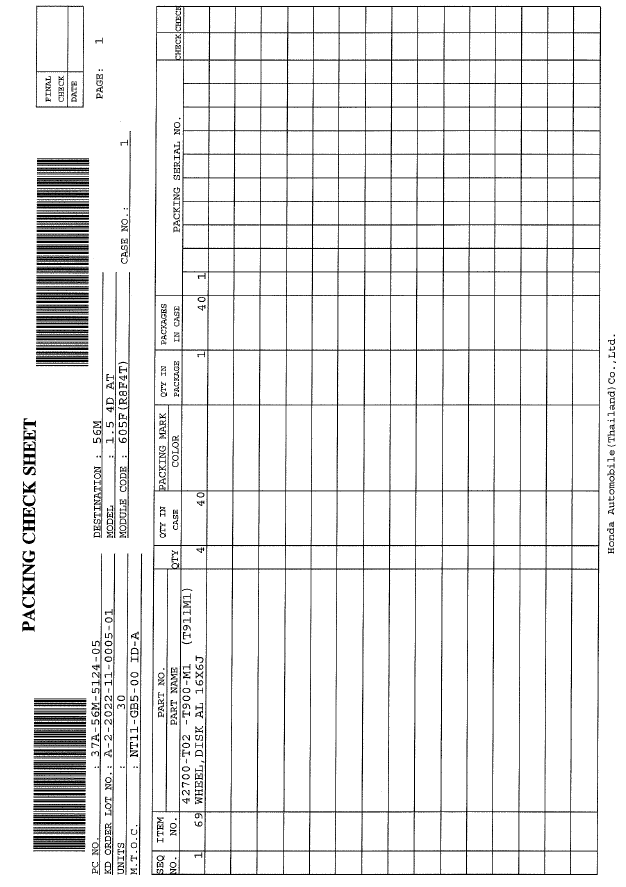 PACKING CHECK SHEET
FINAL
CHECK
DATE
PC NO. : 37A-56M-5124-05 DESTINATION : 56M PAGE: 1
KD ORDER LOT NO.: A-2-2022-11-0005-01 MODEL : 1.5 4D AT
UNITS : 30 MODULE CODE : 605F(R8F4T) CASE NO.: 1
M.T.O.C. : NT11-GB5-00 ID-A
SEQ NO. ITEM NO. PART NO. PART NAME QTY QTY IN CASE PACKING MARK COLOR QTY IN PACKAGE PACKAGES IN CASE PACKING SERIAL NO. CHECK CHECK
42700-T02 -T900-M1 (T911M1)
1 69 WHEEL,DISK AL 16X6J 4 40 1 40 1
Honda Automobile(Thailand)Co.,Ltd.